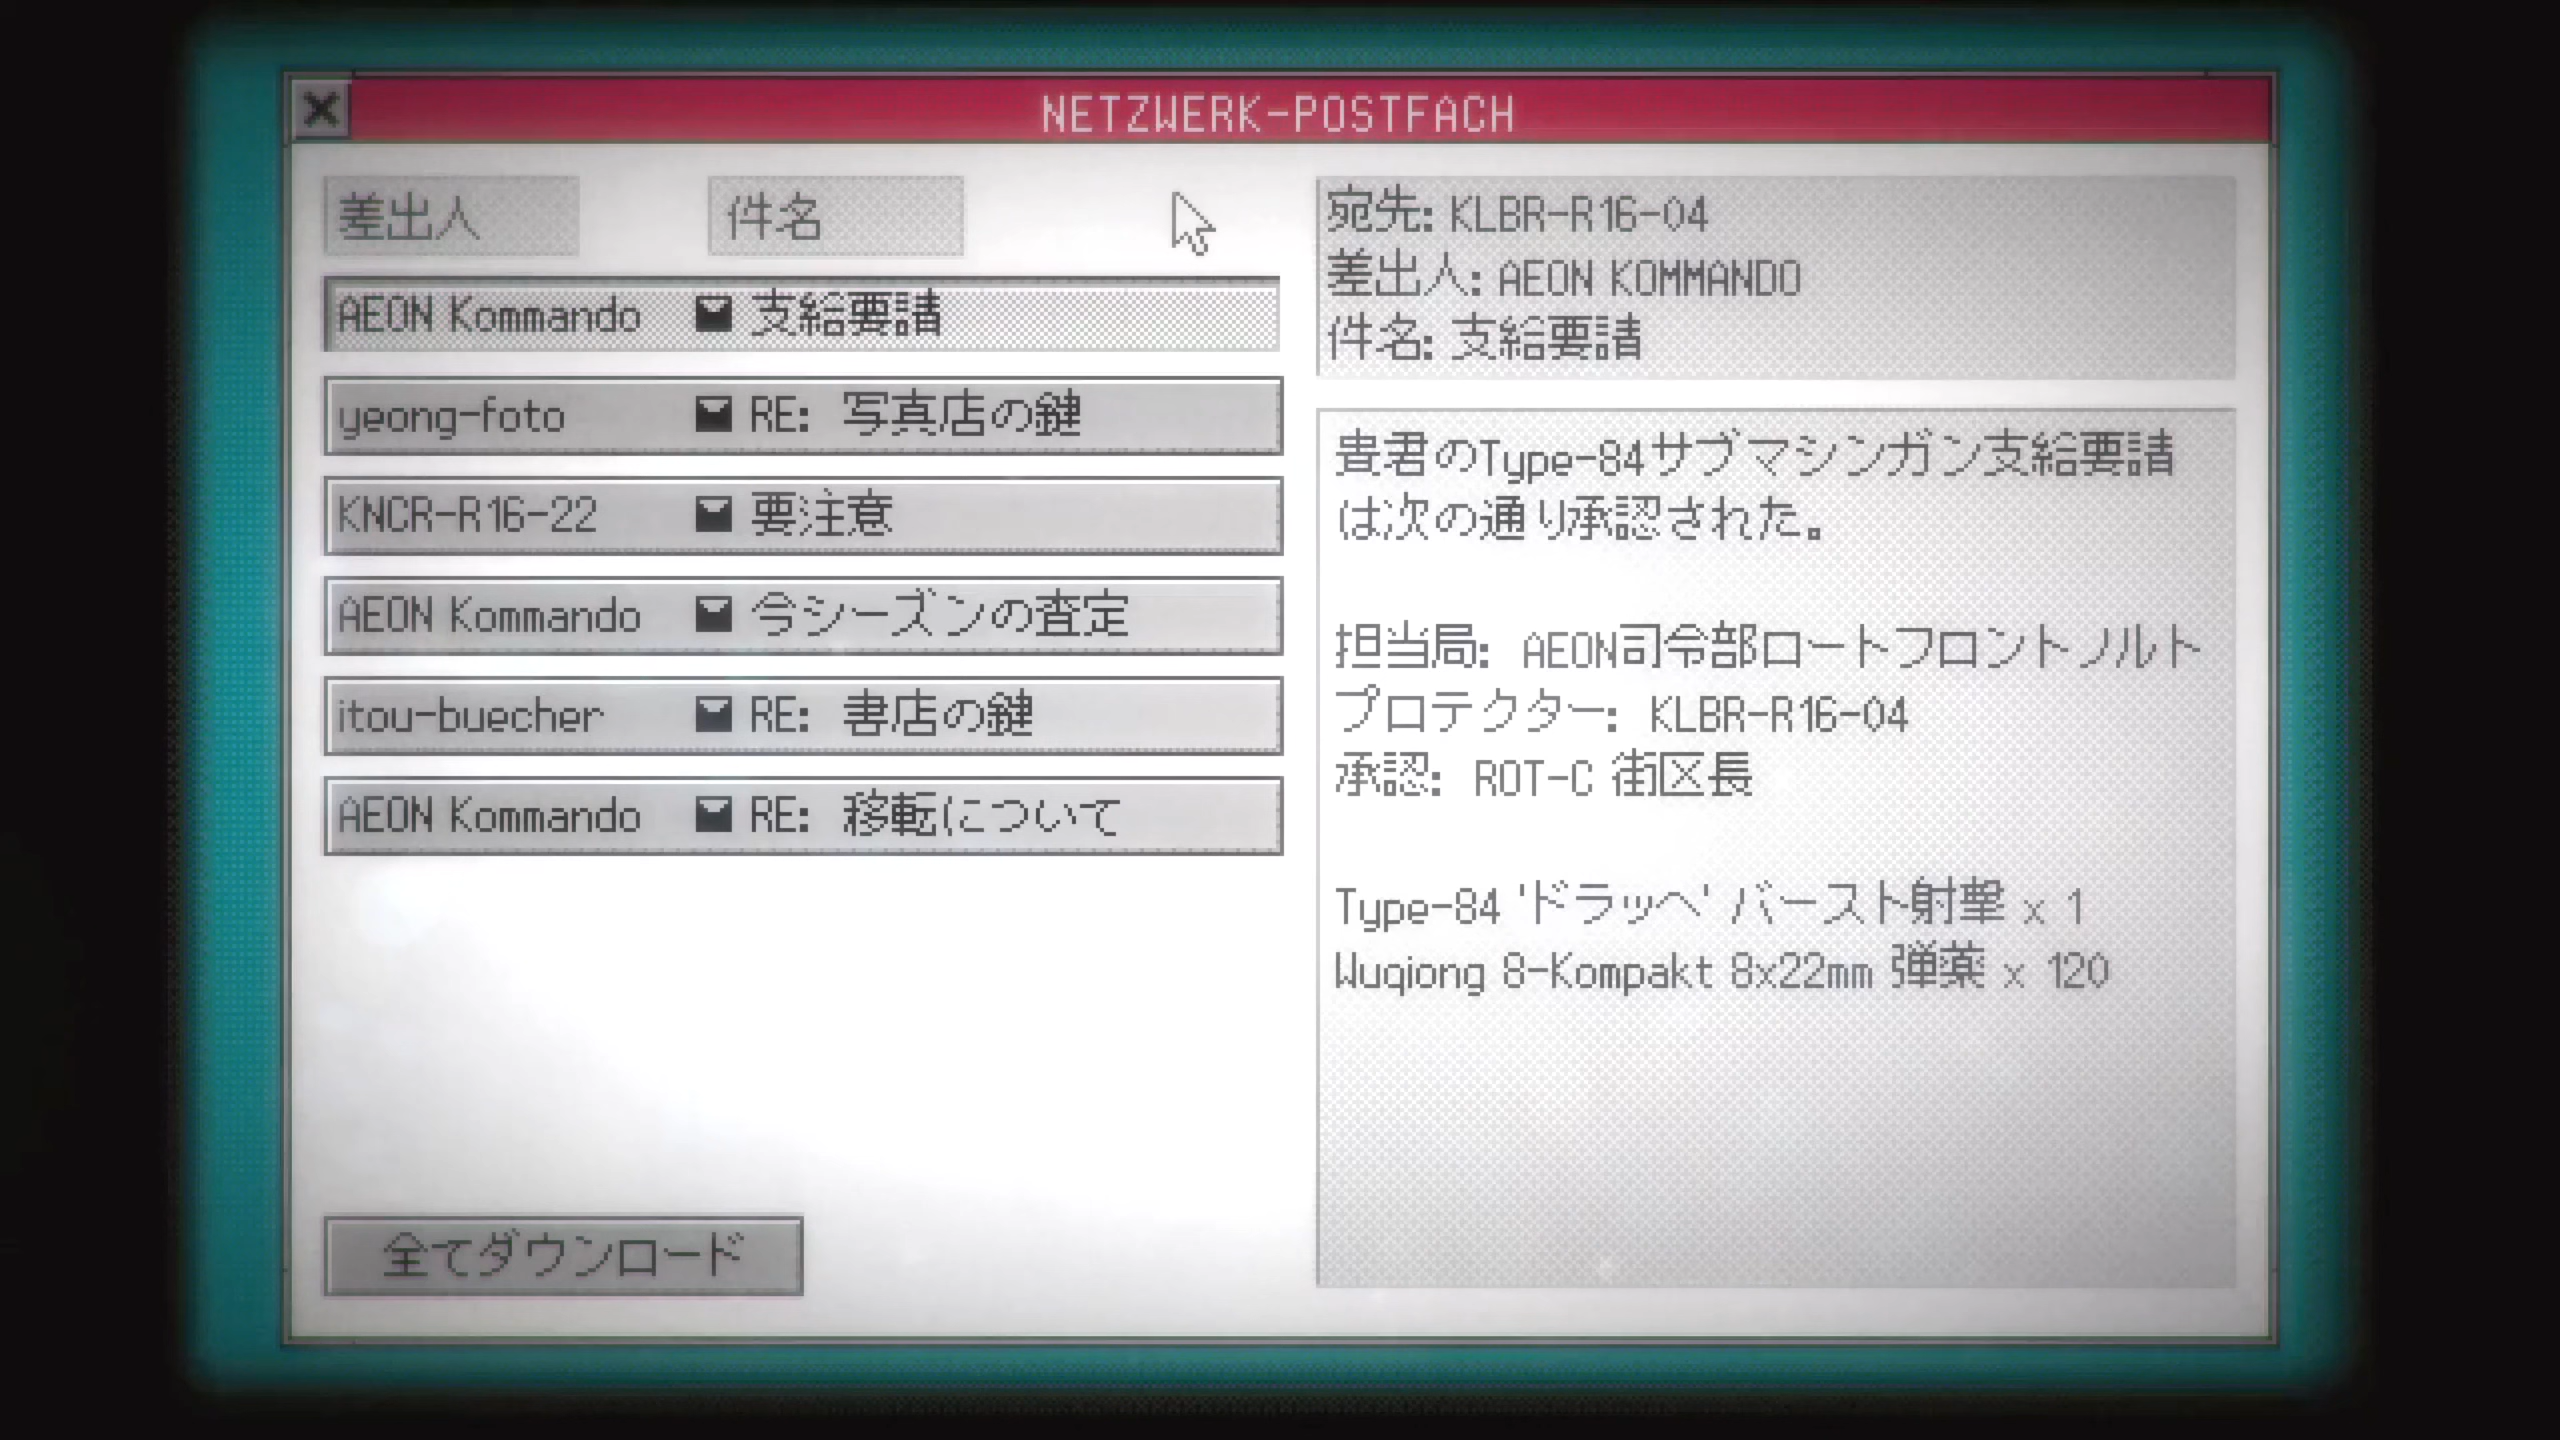 NETZWERK-POSTFACH
差出人 件名
AEON Kommando 支給要請
yeong-foto RE: 写真店の鍵
KNCR-R16-22 要注意
AEON Kommando 今シーズンの査定
itou-buecher RE: 書店の鍵
AEON Kommando RE: 移転について
全てダウンロード
宛先: KLBR-R16-04
差出人: AEON KOMMANDO
件名: 支給要請
貴君のType-84サブマシンガン支給要請
は次の通り承認された。
担当局: AEON司令部ロートフロントノルト
プロテクター: KLBR-R16-04
承認: ROT-C 街区長
Type-84 'ドラッヘ' バースト射撃 x 1
Wuqiong 8-Kompakt 8x22mm 弾薬 x 120